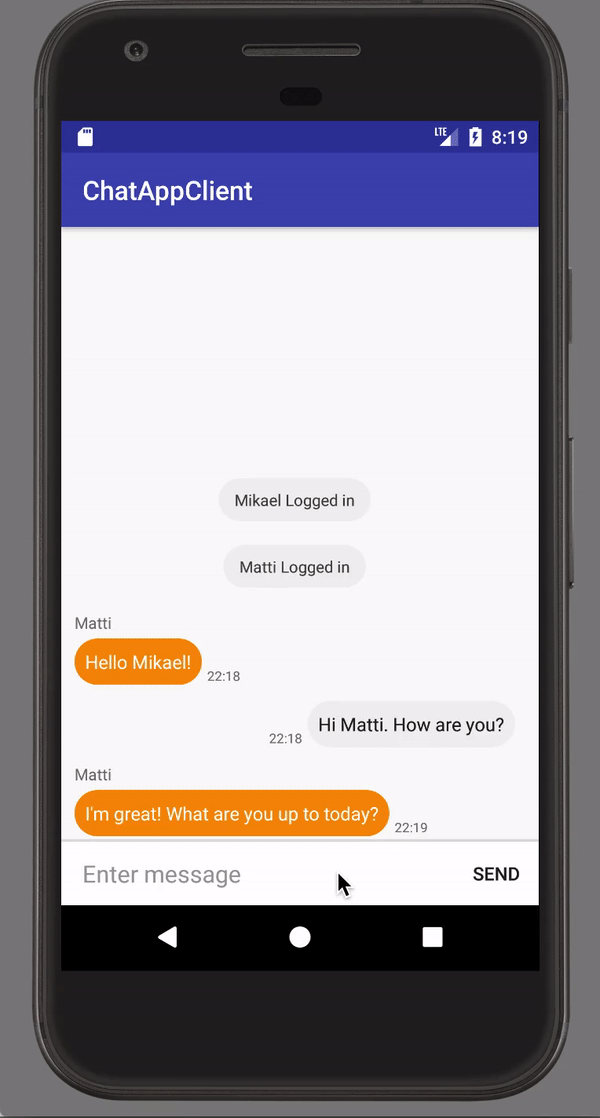 LTE 8:19
ChatAppClient
Mikael Logged in
Matti Logged in
Matti
Hello Mikael! 22:18
22:18 Hi Matti. How are you?
Matti
I'm great! What are you up to today? 22:19
Enter message SEND